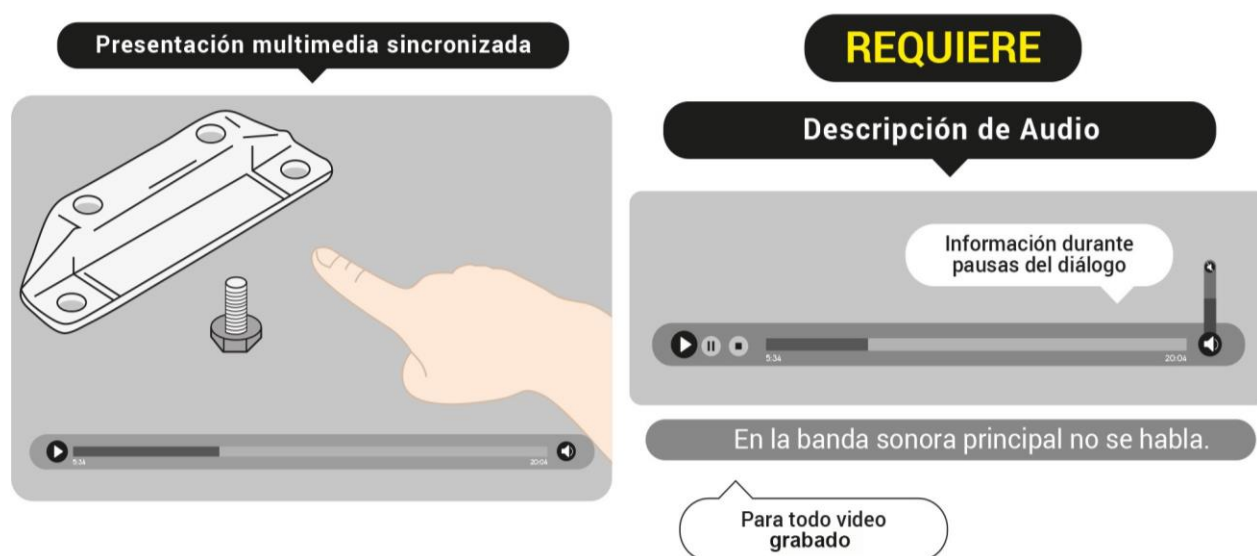 Presentación multimedia sincronizada
5:34
20:04
REQUIERE
Descripción de Audio
Información durante
pausas del diálogo
5:34
20:04
En la banda sonora principal no se habla.
Para todo video
grabado